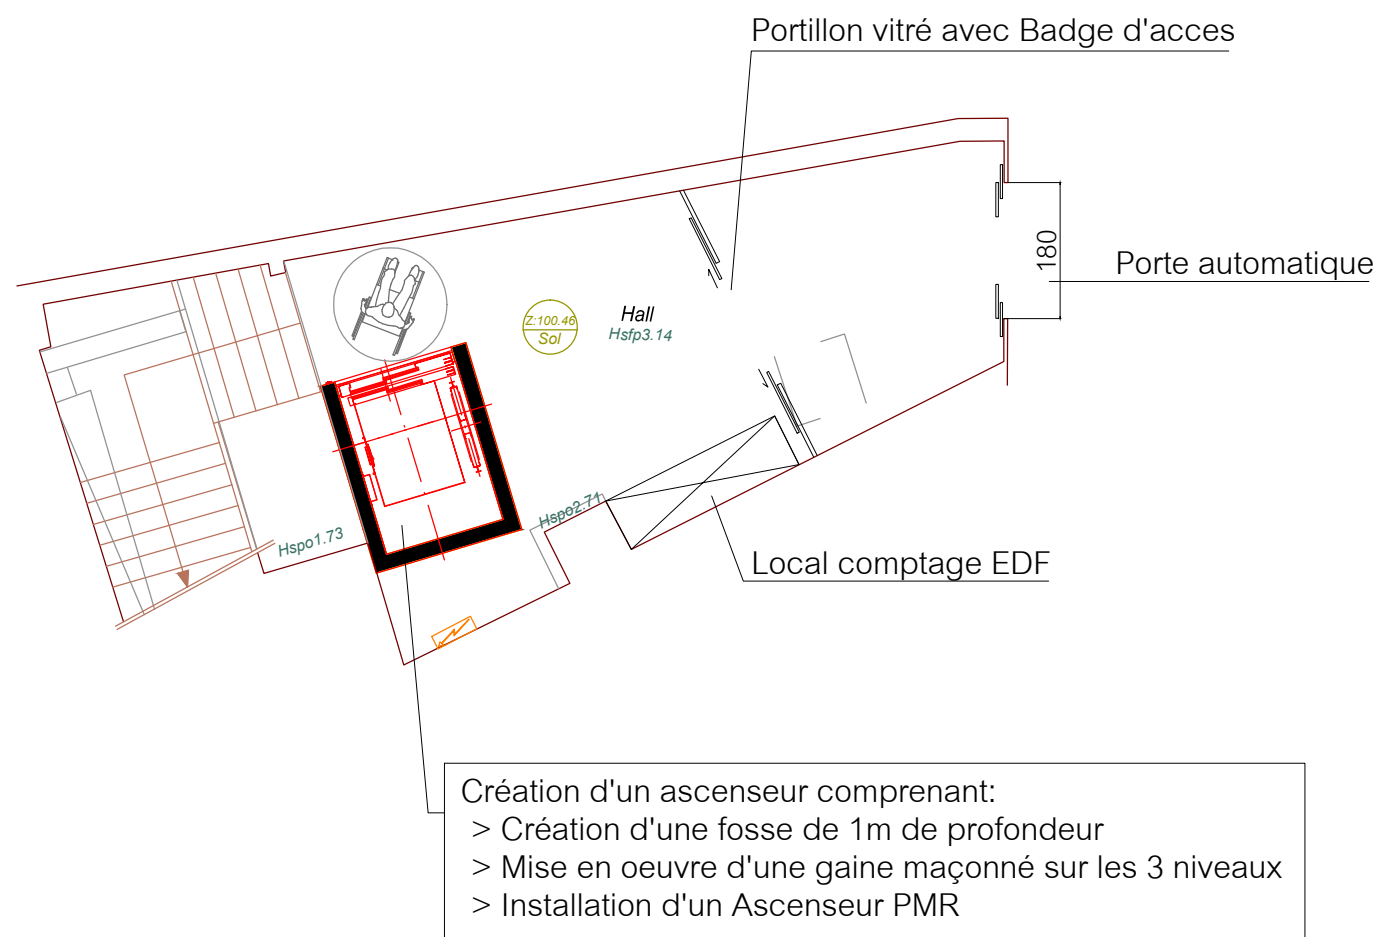 Portillon vitré avec Badge d'acces
180
Porte automatique
Z:100.46
Sol
Hall
Hsfp3.14
Hspo2.71
Hspo1.73
Local comptage EDF
Création d'un ascenseur comprenant:
> Création d'une fosse de 1m de profondeur
> Mise en oeuvre d'une gaine maçonné sur les 3 niveaux
> Installation d'un Ascenseur PMR